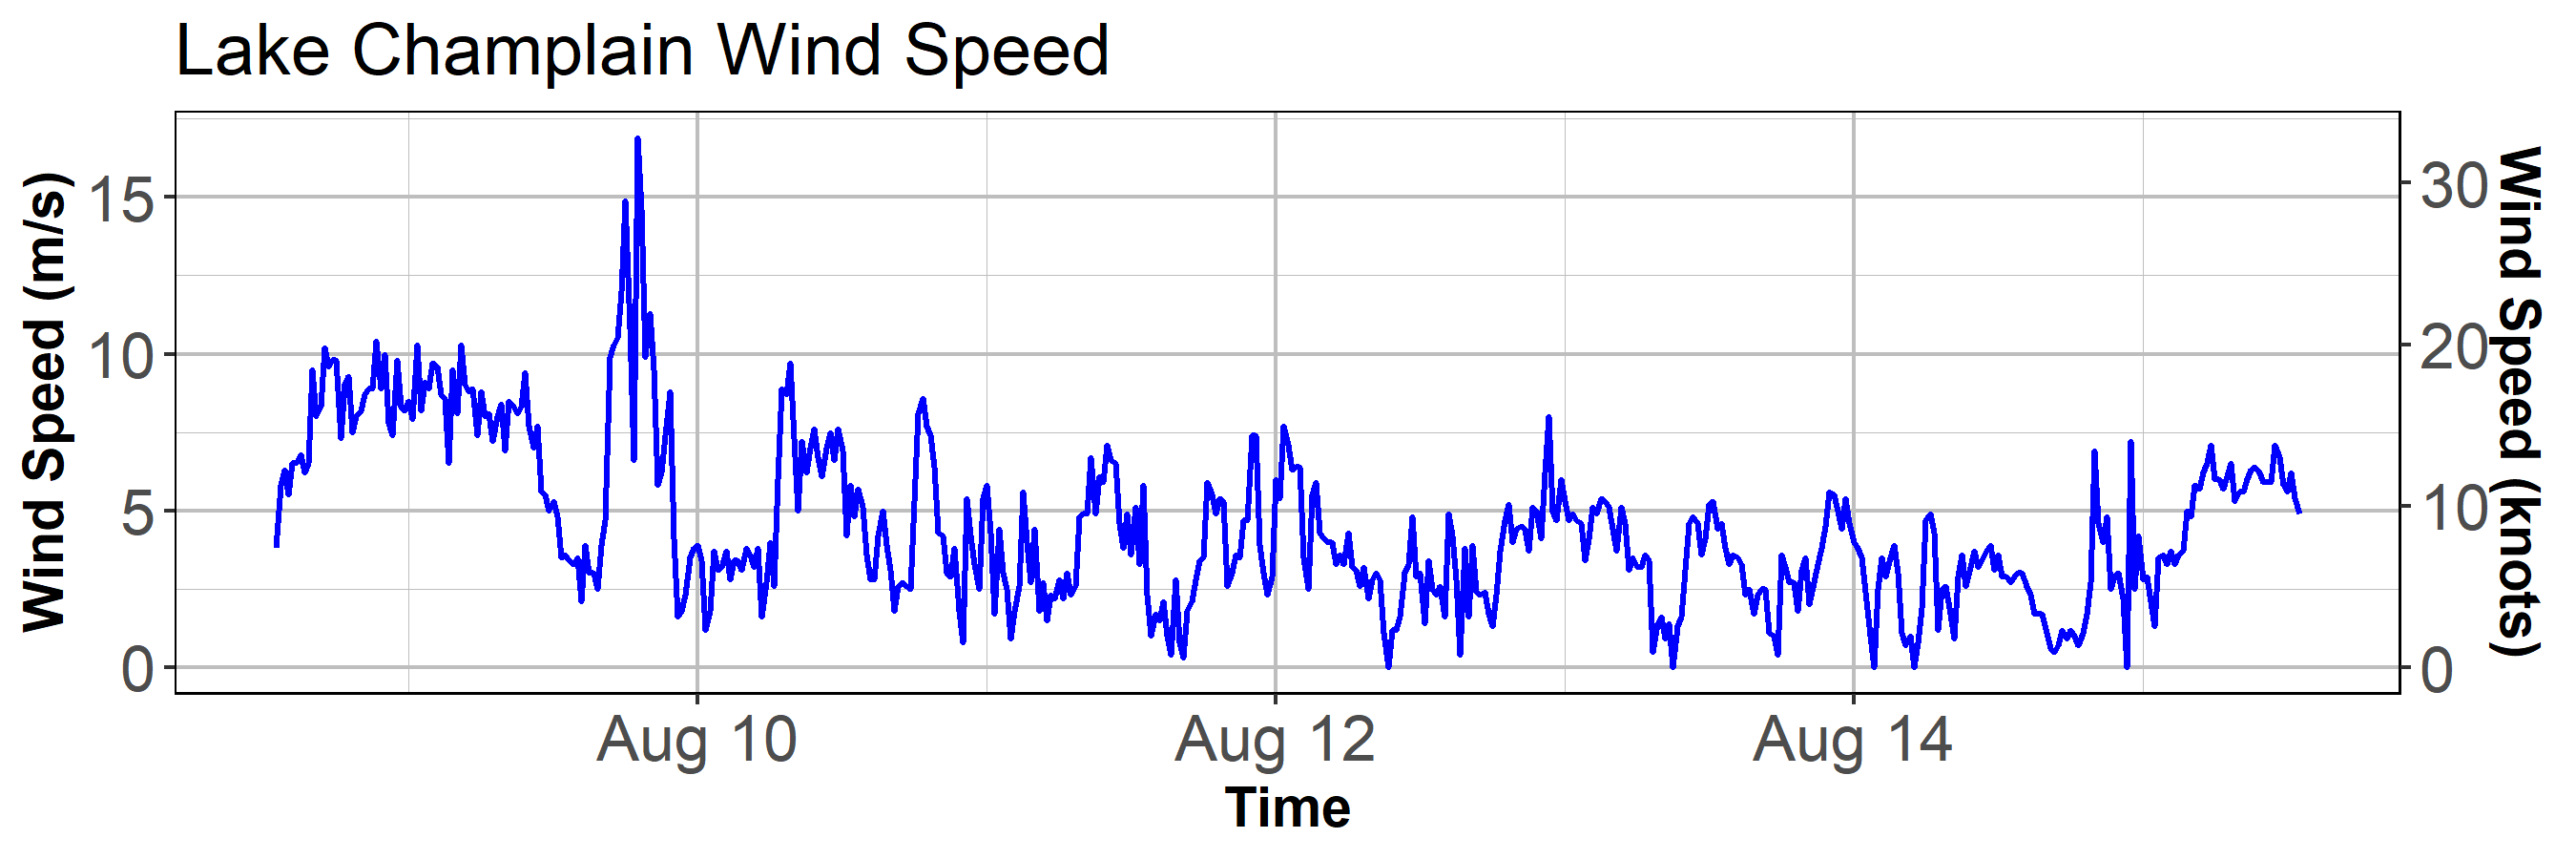 Lake Champlain Wind Speed
Wind Speed (m/s)
15
10
5
0
30
20
10
0
Wind Speed (knots)
Aug 10 Aug 12 Aug 14
Time